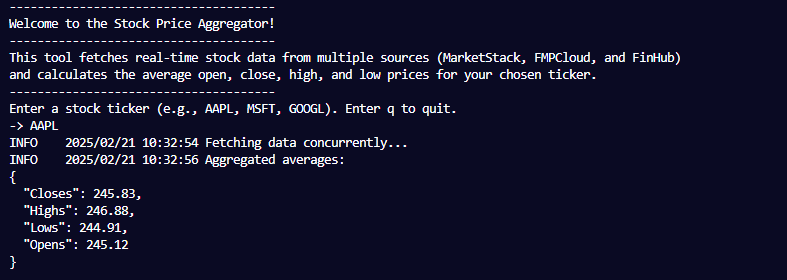 --------------------------------------
Welcome to the Stock Price Aggregator!
--------------------------------------
This tool fetches real-time stock data from multiple sources (MarketStack, FMPCloud, and FinHub)
and calculates the average open, close, high, and low prices for your chosen ticker.
--------------------------------------
Enter a stock ticker (e.g., AAPL, MSFT, GOOGL). Enter q to quit.
-> AAPL
INFO    2025/02/21 10:32:54 Fetching data concurrently...
INFO    2025/02/21 10:32:56 Aggregated averages:
{
  "Closes": 245.83,
  "Highs": 246.88,
  "Lows": 244.91,
  "Opens": 245.12
}